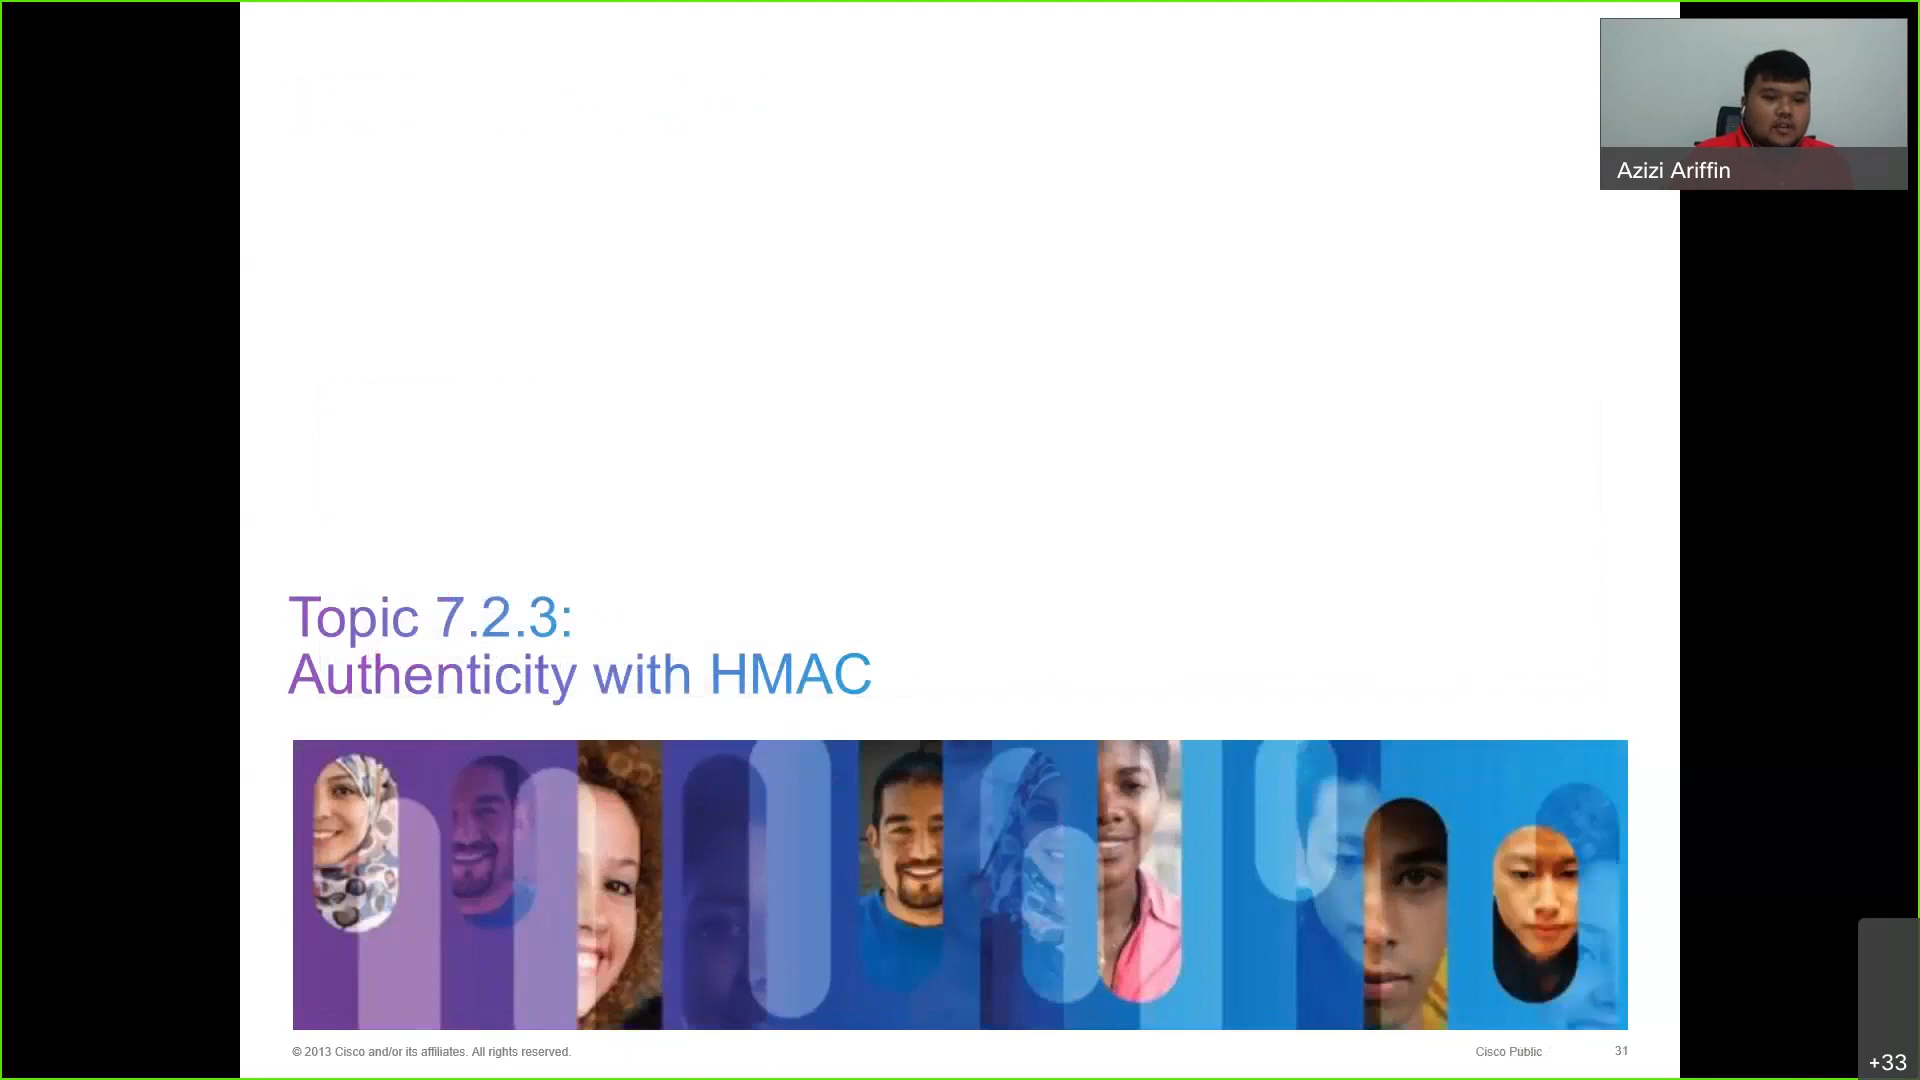 Azizi Ariffin
Topic 7.2.3:
Authenticity with HMAC
© 2013 Cisco and/or its affiliates. All rights reserved.
Cisco Public
31
+33